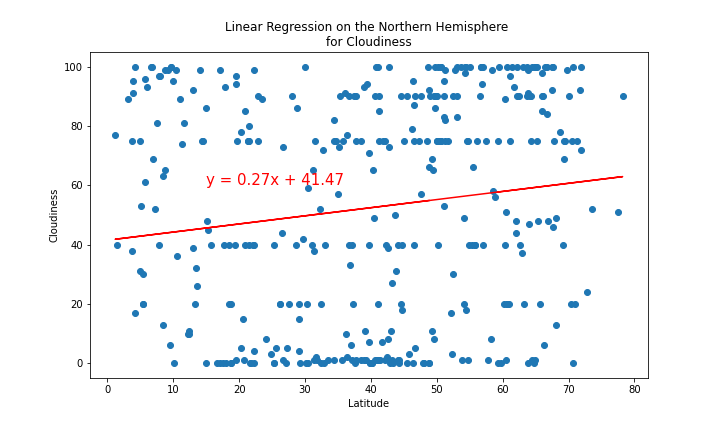 Linear Regression on the Northern Hemisphere
for Cloudiness
100
80
60
40
20
0
Cloudiness
y = 0.27x + 41.47
0 10 20 30 40 50 60 70 80
Latitude